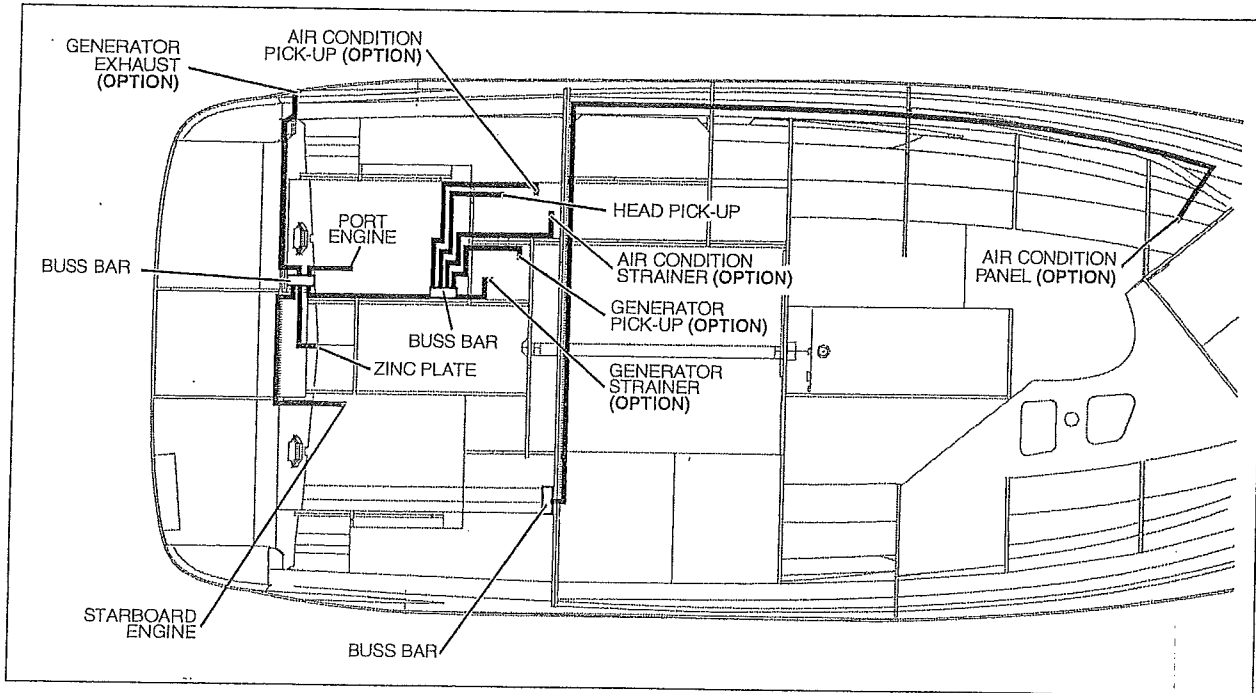 GENERATOR
EXHAUST
(OPTION)
AIR CONDITION
PICK-UP (OPTION)
HEAD PICK-UP
PORT
ENGINE
BUSS BAR
AIR CONDITION
STRAINER (OPTION)
AIR CONDITION
PANEL (OPTION)
GENERATOR
PICK-UP (OPTION)
BUSS BAR
ZINC PLATE
GENERATOR
STRAINER
(OPTION)
STARBOARD
ENGINE
BUSS BAR